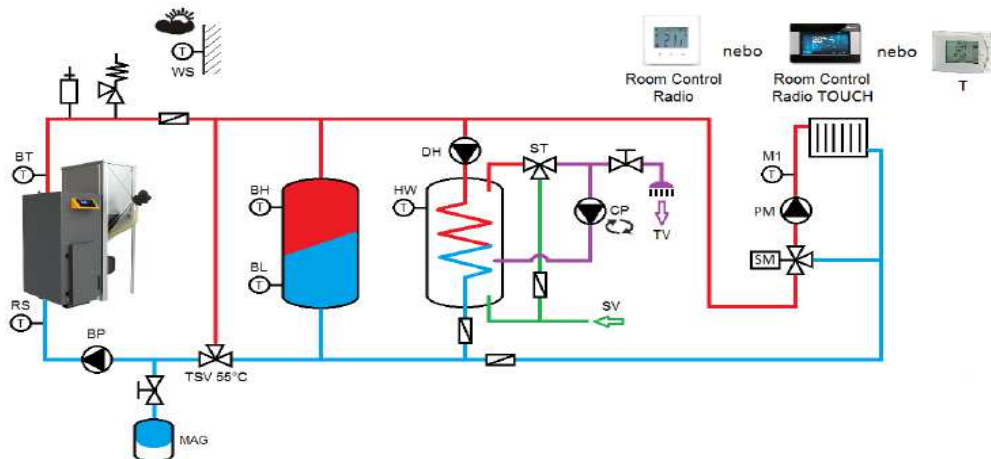 T
WS
nebo
nebo
Room Control
Radio
Room Control
Radio TOUCH
T
BT
T
DH
ST
M1
T
BH
T
HW
T
CP
TV
PM
BL
T
SM
RS
T
BP
SV
TSV 55°C
MAG